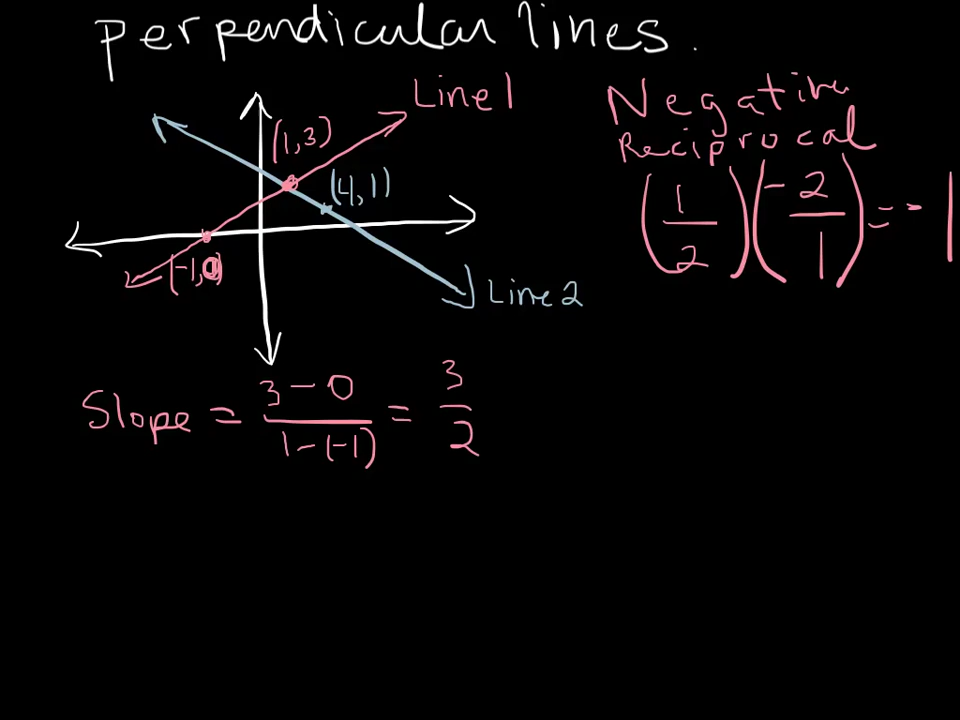 perpendicular lines.
Line 1
Negative
Reciprocal
(1,3)
(4,1)
(1/2)(-2/1) = -1
(-1,0)
Line 2
Slope = 3-0/1-(-1) = 3/2